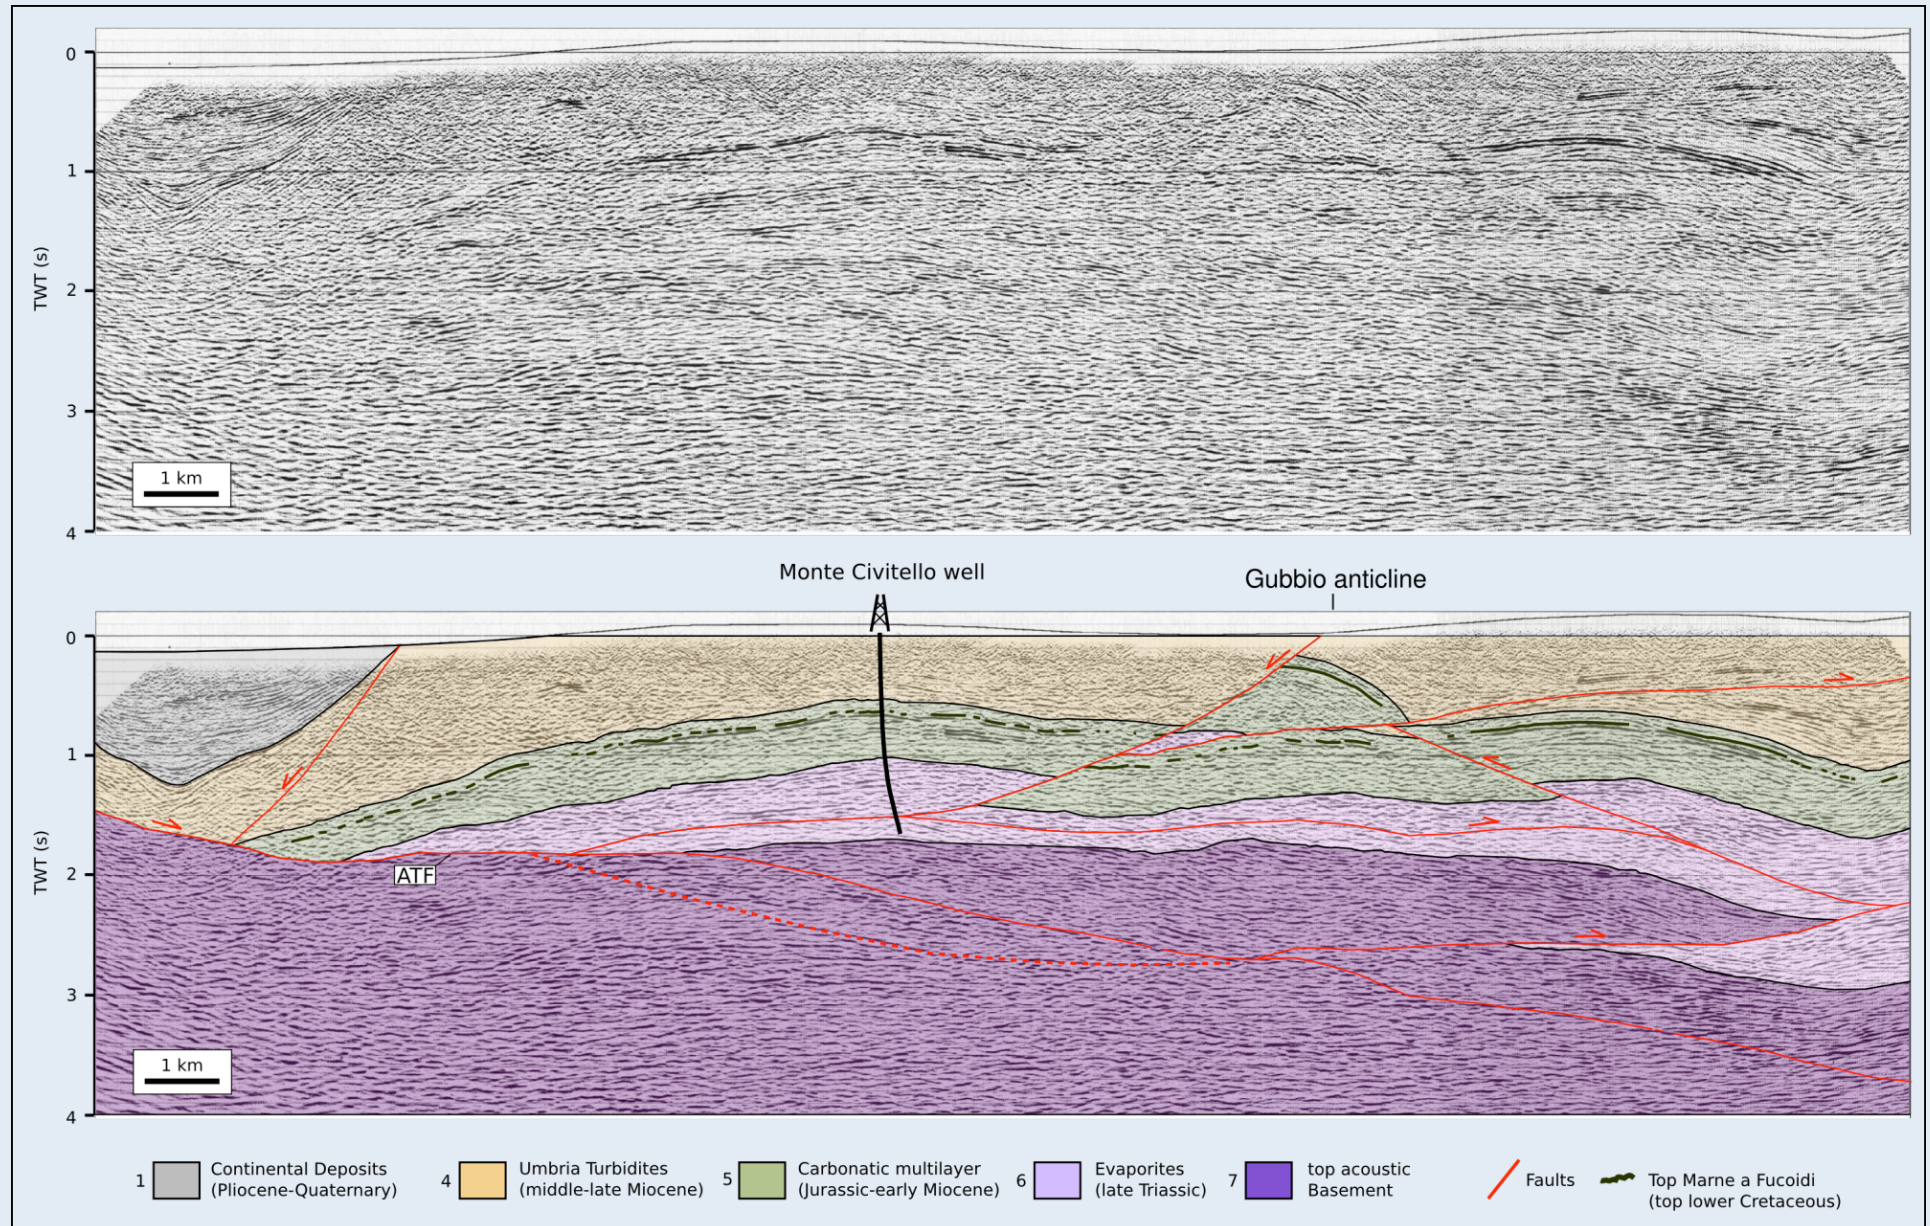 0
1
TWT (s)
2
3
1 km
4
Monte Civitello well
Gubbio anticline
0
1
TWT (s)
2
ATF
3
1 km
4
1 Continental Deposits
(Pliocene-Quaternary)
4 Umbria Turbidites
(middle-late Miocene)
5 Carbonatic multilayer
(Jurassic-early Miocene)
6 Evaporites
(late Triassic)
7 top acoustic
Basement
Faults
Top Marne a Fucoidi
(top lower Cretaceous)